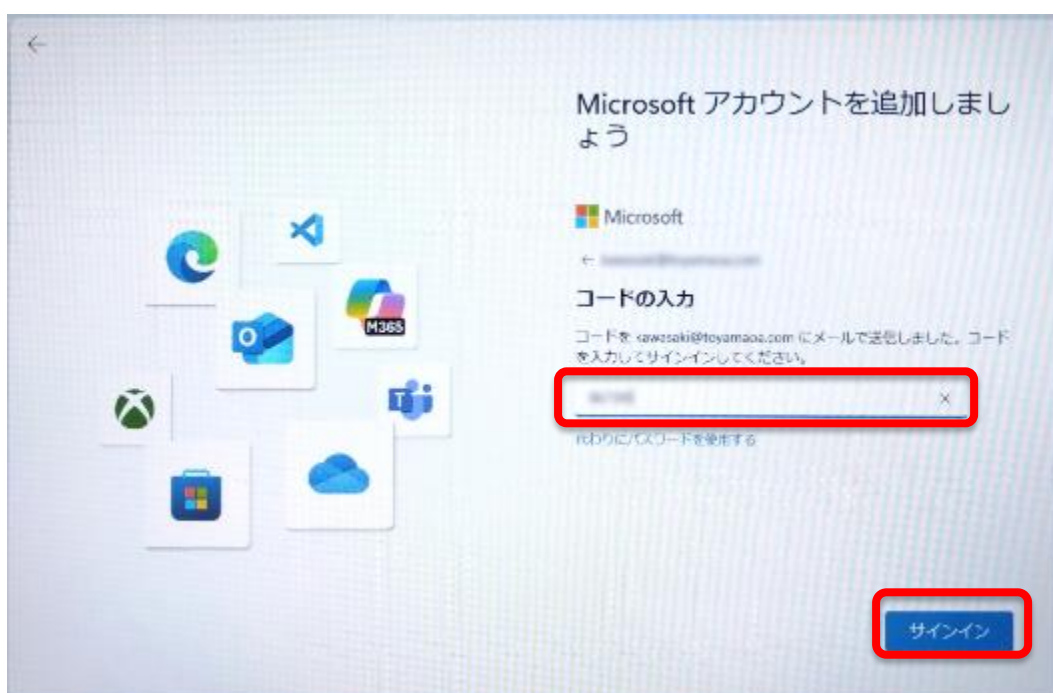 ←
Microsoft アカウントを追加しまし
ょう
Microsoft
←
コードの入力
コードを kawasaki@toyamaoa.com にメールで送信しました。コード
を入力してサインインしてください。
×
代わりにパスワードを使用する
M365
サインイン